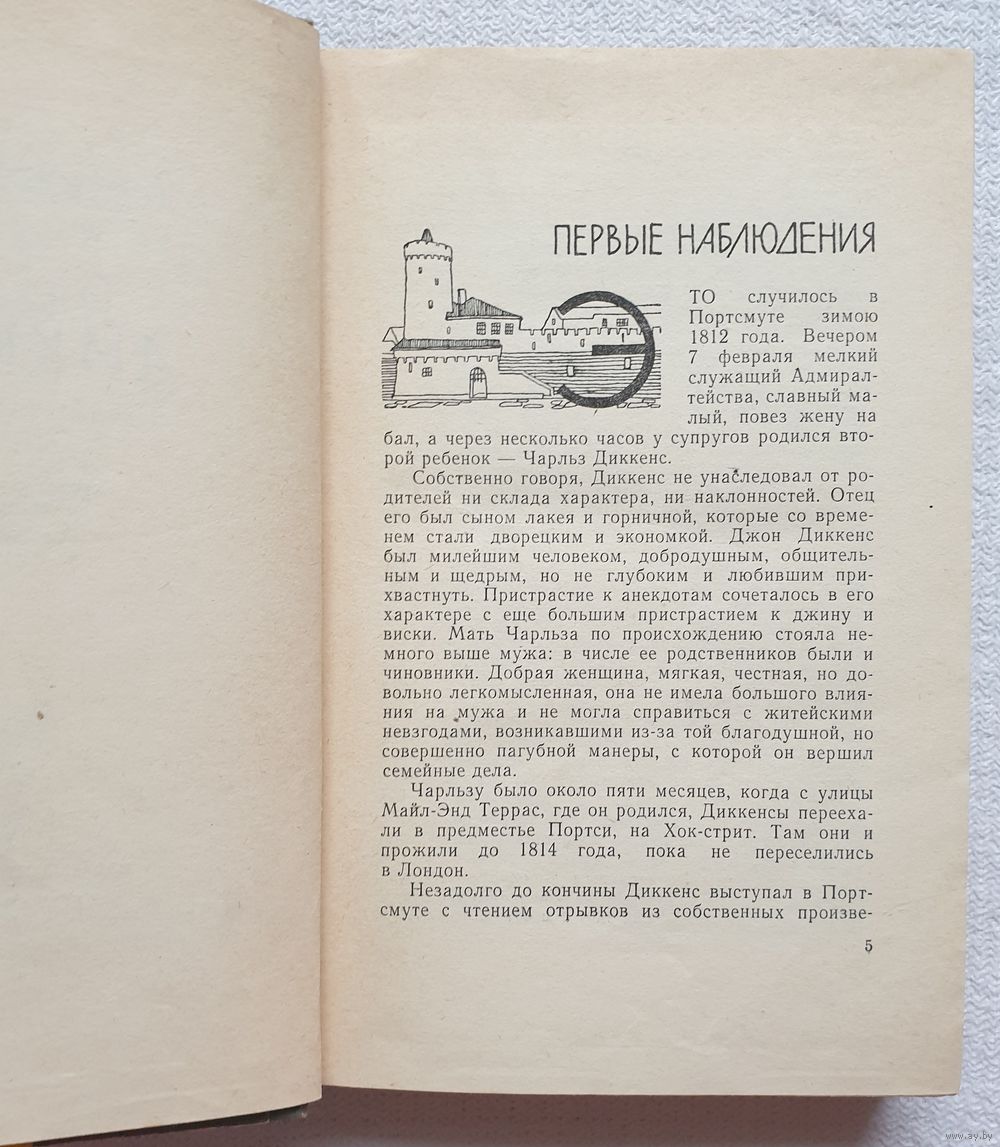 ПЕРВЫЕ НАБЛЮДЕНИЯ
ЭТО случилось в
Портсмуте зимою
1812 года. Вечером
7 февраля мелкий
служащий Адмирал-
тейства, славный ма-
лый, повез жену на
бал, а через несколько часов у супругов родился вто-
рой ребенок — Чарльз Диккенс.
Собственно говоря, Диккенс не унаследовал от ро-
дителей ни склада характера, ни наклонностей. Отец
его был сыном лакея и горничной, которые со време-
нем стали дворецким и экономкой. Джон Диккенс
был милейшим человеком, добродушным, общитель-
ным и щедрым, но не глубоким и любившим при-
хвастнуть. Пристрастие к анекдотам сочеталось в его
характере с еще большим пристрастием к джину и
виски. Мать Чарльза по происхождению стояла не-
много выше мужа: в числе ее родственников были и
чиновники. Добрая женщина, мягкая, честная, но до-
вольно легкомысленная, она не имела большого влия-
ния на мужа и не могла справиться с житейскими
невзгодами, возникавшими из-за той благодушной, но
совершенно пагубной манеры, с которой он вершил
семейные дела.
Чарльзу было около пяти месяцев, когда с улицы
Майл-Энд Террас, где он родился, Диккенсы перееха-
ли в предместье Портси, на Хок-стрит. Там они и
прожили до 1814 года, пока не переселились
в Лондон.
Незадолго до кончины Диккенс выступал в Порт-
смуте с чтением отрывков из собственных произве-
5
www.ay.by